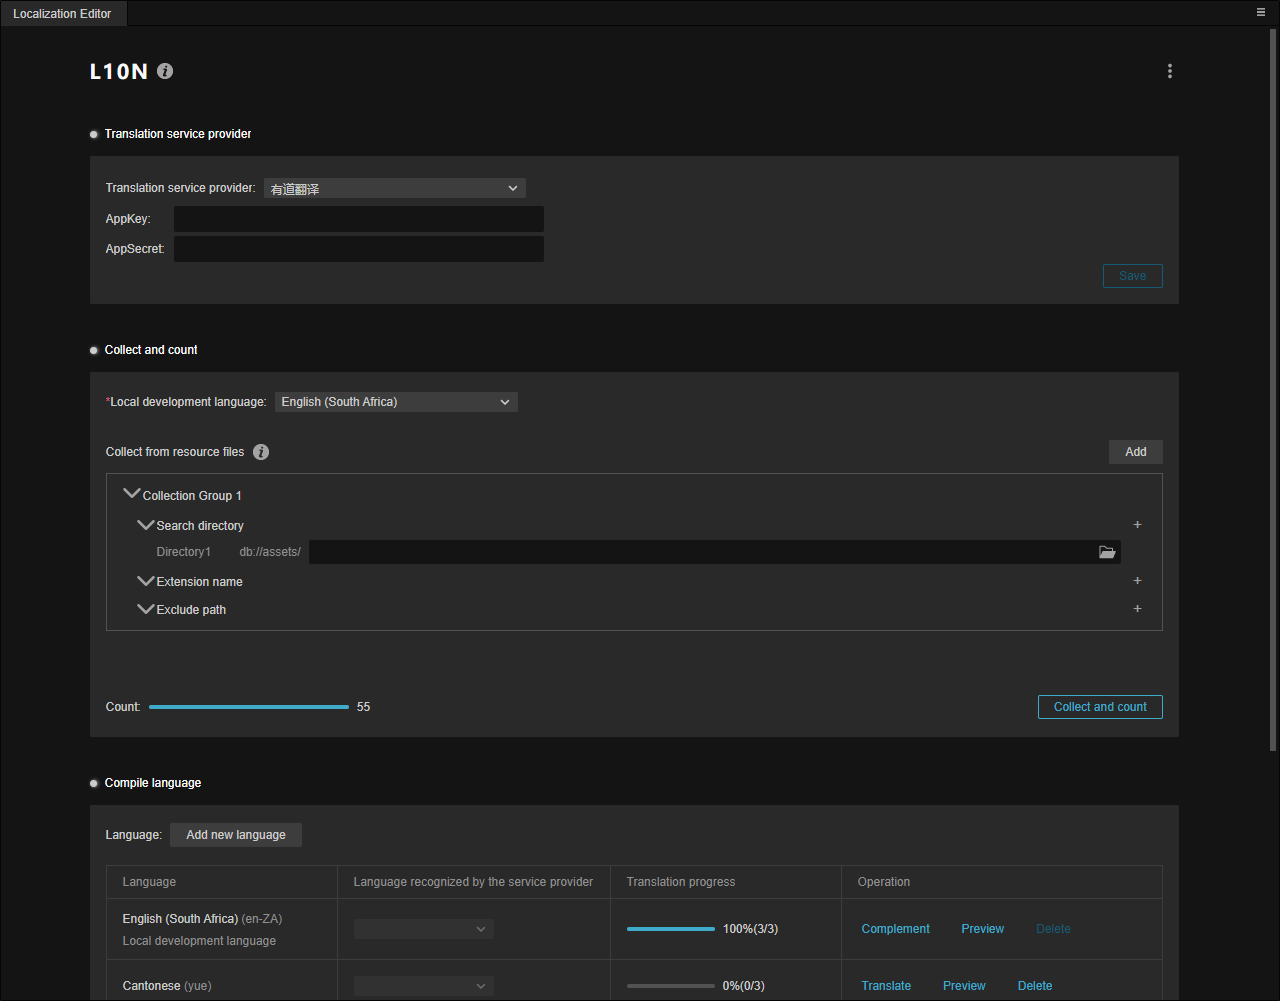 Localization Editor
L10N
Translation service provider
Translation service provider: 有道翻译
AppKey:
AppSecret:
Save
Collect and count
*Local development language: English (South Africa)
Collect from resource files
Add
Collection Group 1
Search directory
Directory1 db://assets/
Extension name
Exclude path
Count: 55
Collect and count
Compile language
Language: Add new language
Language Language recognized by the service provider Translation progress Operation
English (South Africa) (en-ZA)
Local development language
100%(3/3) Complement Preview Delete
Cantonese (yue) 0%(0/3) Translate Preview Delete